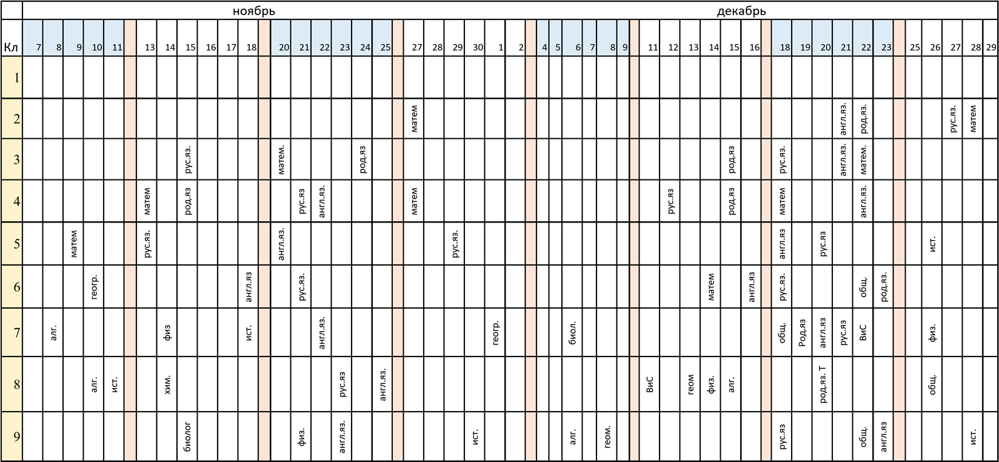 ноябрь декабрь
Кл 7 8 9 10 11 13 14 15 16 17 18 20 21 22 23 24 25 27 28 29 30 1 2 4 5 6 7 8 9 11 12 13 14 15 16 18 19 20 21 22 23 25 26 27 28 29
1
2 матем англ.яз. род.яз. рус.яз. матем
3 рус.яз. матем. род.яз род.яз рус.яз. англ.яз. матем.
4 матем род.яз рус.яз англ.яз. матем рус.яз род.яз матем англ.яз.
5 матем рус.яз. англ.яз. рус.яз. англ.яз рус.яз ист.
6 геогр. англ.яз рус.яз. матем англ.яз рус.яз. общ. род.яз.
7 алг. физ ист. англ.яз. геогр. биол. общ. Род.яз англ.яз рус.яз ВиС физ.
8 алг. ист. хим. рус.яз англ.яз. ВиС геом физ. алг. род.яз. Т общ.
9 биолог физ. англ.яз. ист. алг. геом. рус.яз общ. англ.яз ист.